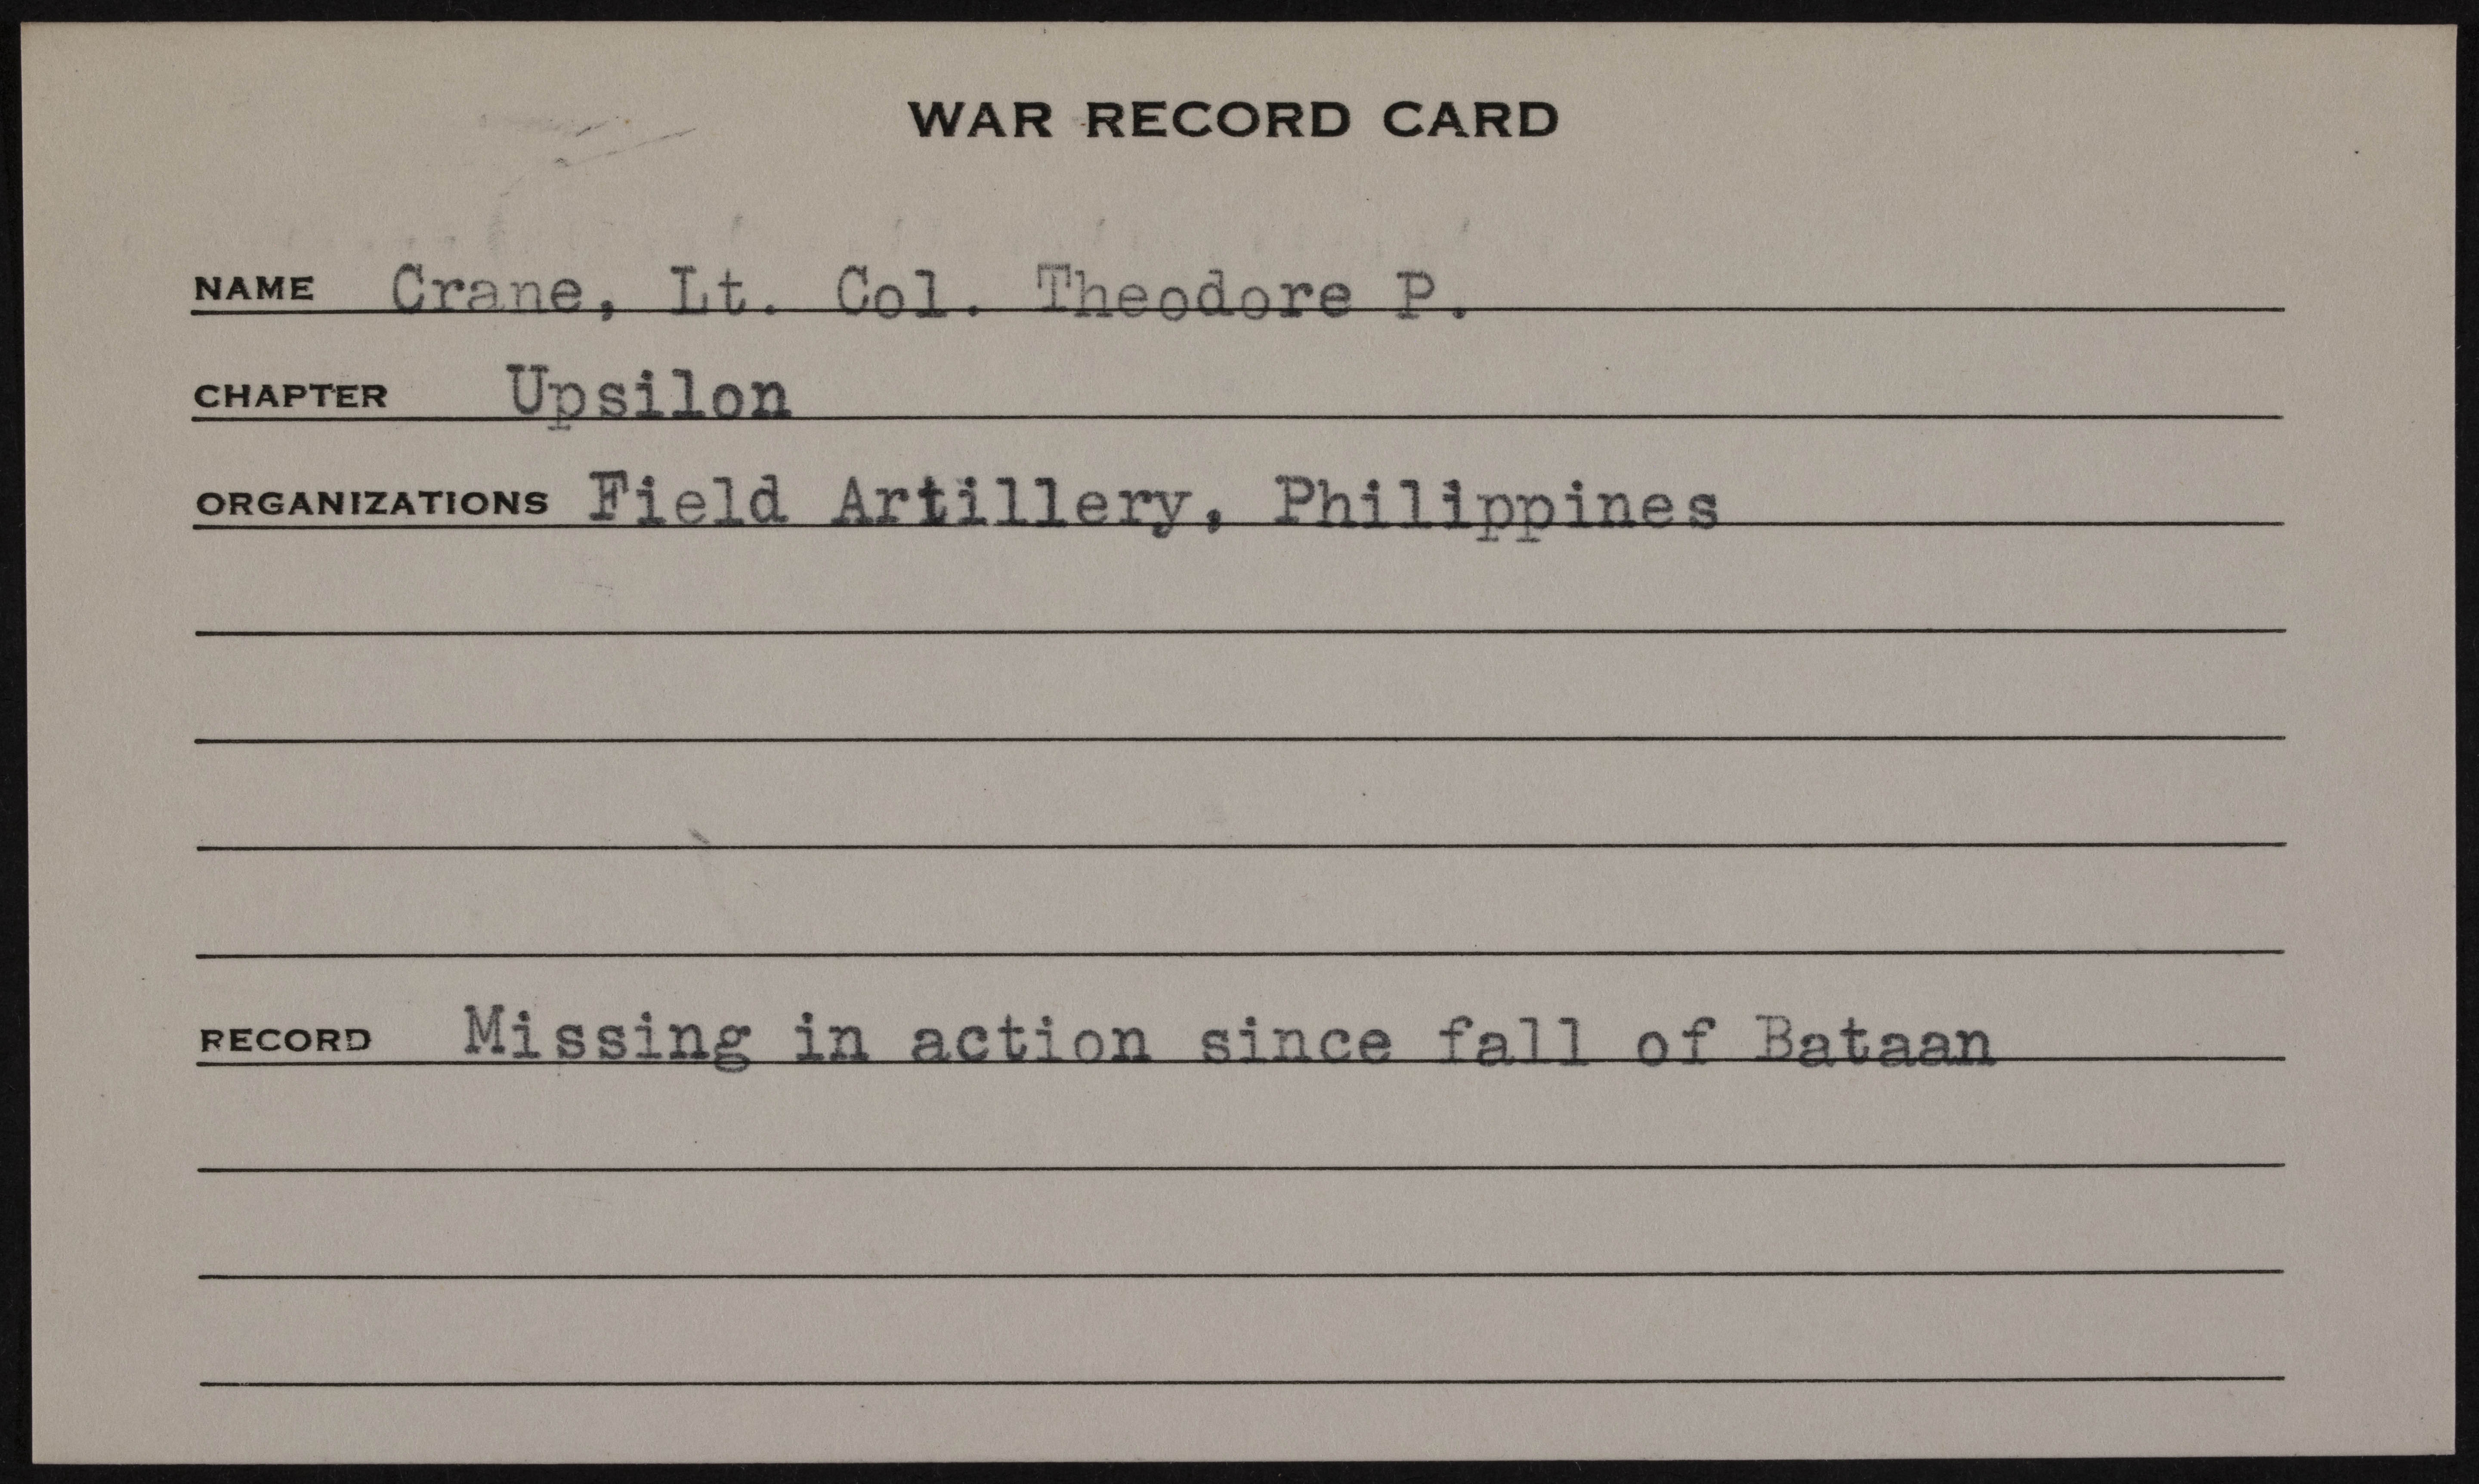 WAR RECORD CARD
NAME Crane, Lt. Col. Theodore P.
CHAPTER Upsilon
ORGANIZATIONS Field Artillery, Philippines
RECORD Missing in action since fall of Bataan